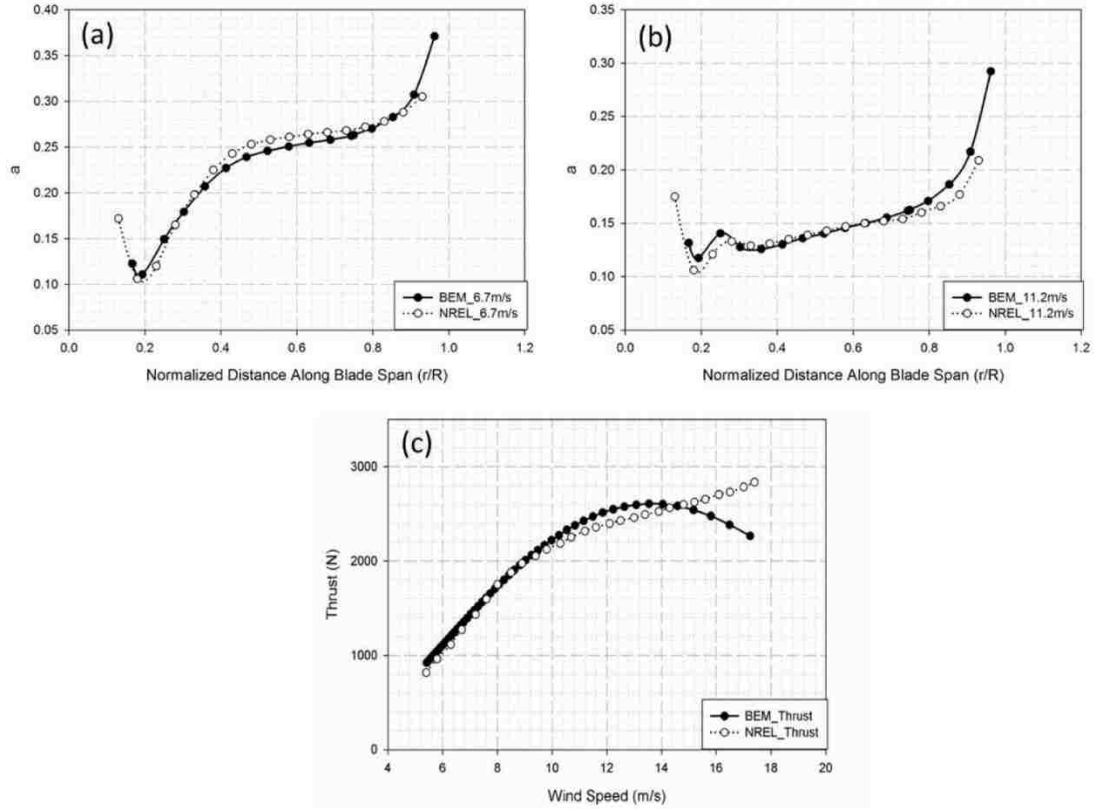 (a)
0.40
0.35
0.30
0.25
0.20
0.15
0.10
0.05
a
0.0 0.2 0.4 0.6 0.8 1.0 1.2
Normalized Distance Along Blade Span (r/R)
BEM_6.7m/s
NREL_6.7m/s
(b)
0.35
0.30
0.25
0.20
0.15
0.10
0.05
a
0.0 0.2 0.4 0.6 0.8 1.0 1.2
Normalized Distance Along Blade Span (r/R)
BEM_11.2m/s
NREL_11.2m/s
(c)
3000
2000
1000
0
Thrust (N)
4 6 8 10 12 14 16 18 20
Wind Speed (m/s)
BEM_Thrust
NREL_Thrust